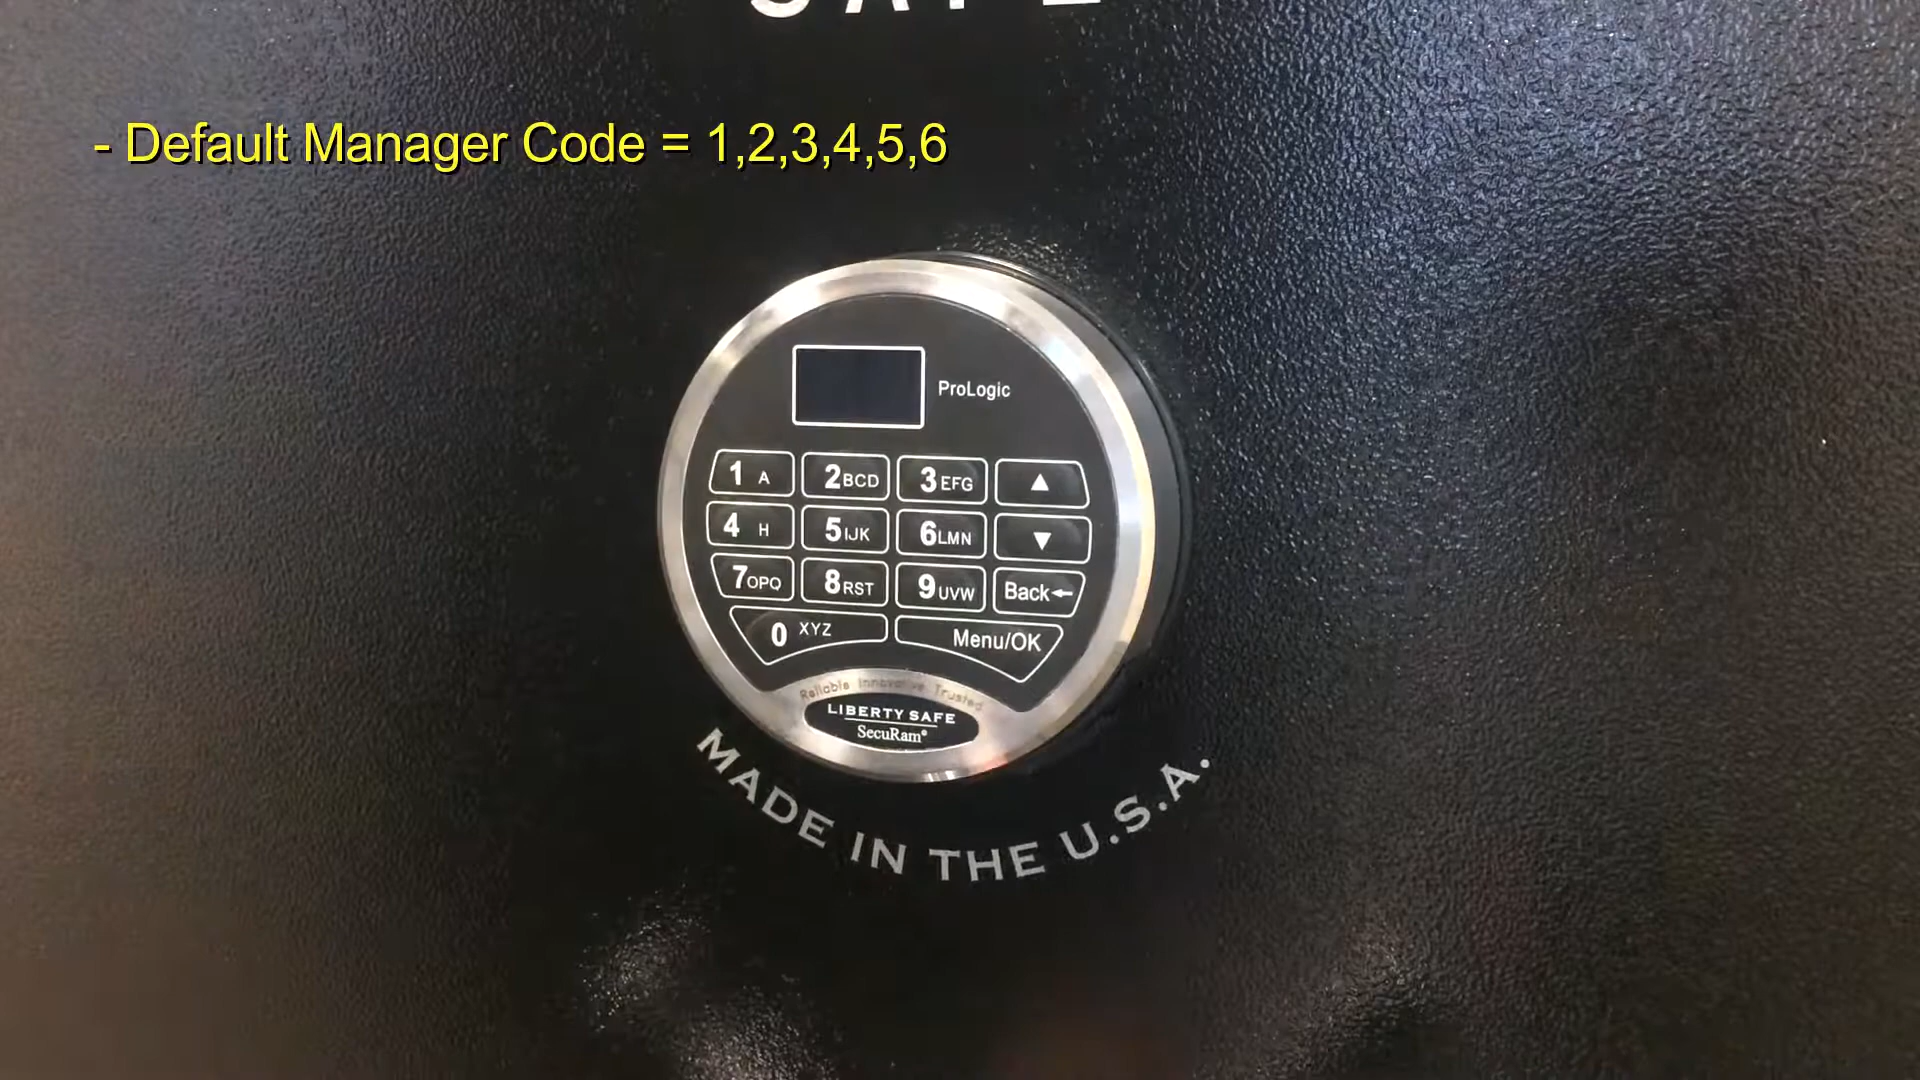 SAFE
- Default Manager Code = 1,2,3,4,5,6
ProLogic
1 A 2 BCD 3 EFG ▲
4 H 5 IJK 6 LMN ▼
7 OPQ 8 RST 9 UVW Back←
0 XYZ Menu/OK
Reliable Innovative Trusted
LIBERTY SAFE
SecuRam®
MADE IN THE U.S.A.